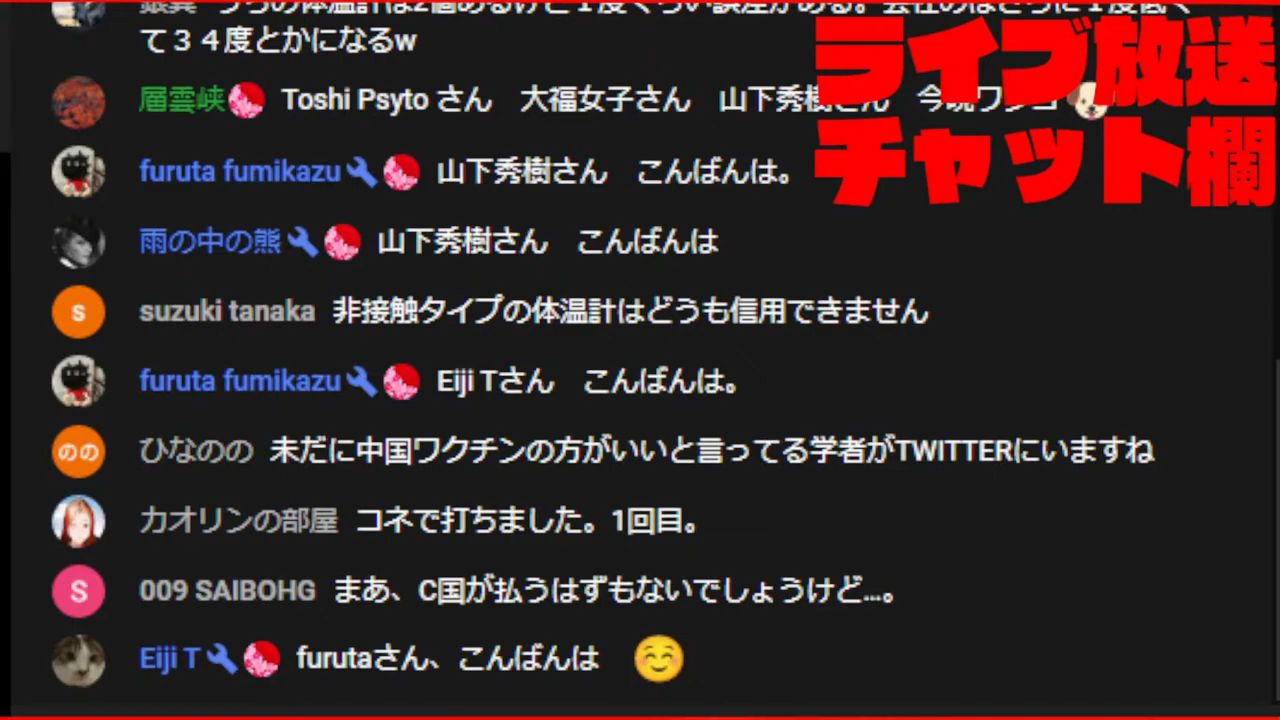 て３４度とかになるw
ライブ放送
チャット欄
層雲峡 Toshi Psyto さん 大福女子さん 山下秀樹さん
furuta fumikazu 山下秀樹さん こんばんは。
雨の中の熊 山下秀樹さん こんばんは
suzuki tanaka 非接触タイプの体温計はどうも信用できません
furuta fumikazu Eiji Tさん こんばんは。
ひなのの 未だに中国ワクチンの方がいいと言ってる学者がTWITTERにいますね
のの
カオリンの部屋 コネで打ちました。1回目。
009 SAIBOHG まあ、C国が払うはずもないでしょうけど…。
Eiji T furutaさん、こんばんは
S
S